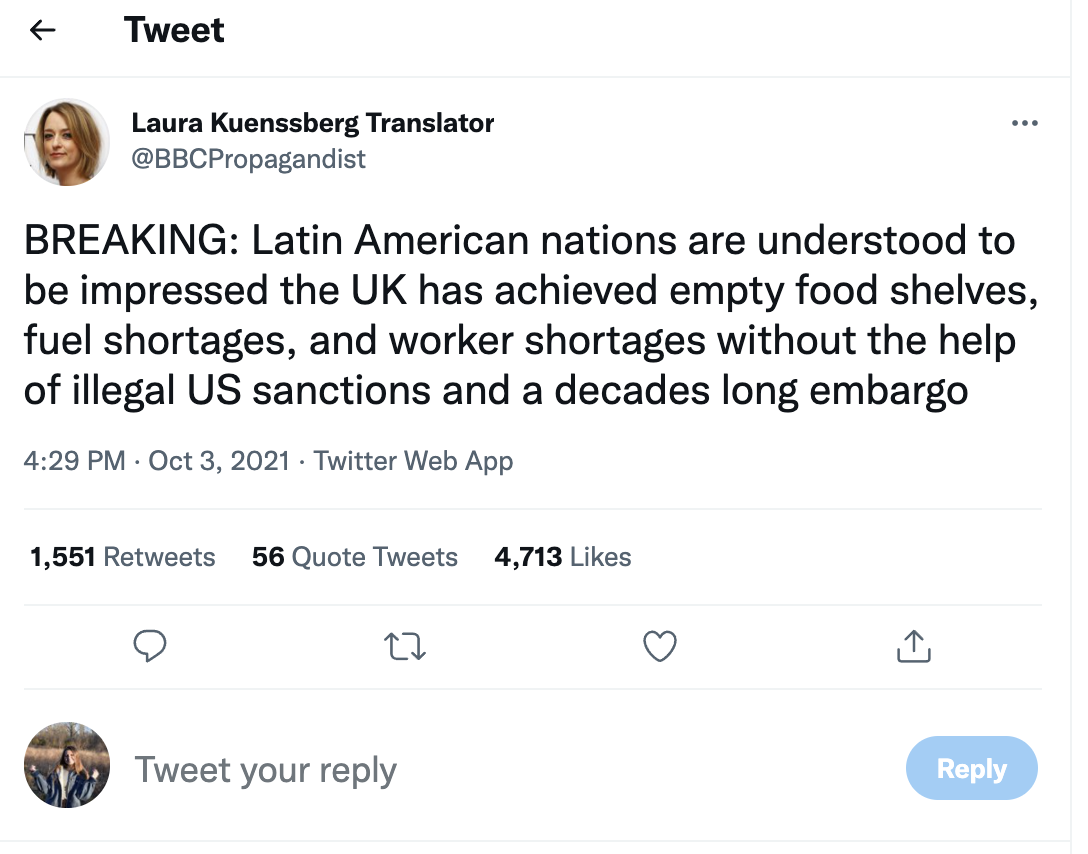 Tweet
Laura Kuenssberg Translator
@BBCPropagandist
BREAKING: Latin American nations are understood to
be impressed the UK has achieved empty food shelves,
fuel shortages, and worker shortages without the help
of illegal US sanctions and a decades long embargo
4:29 PM · Oct 3, 2021 · Twitter Web App
1,551 Retweets 56 Quote Tweets 4,713 Likes
Tweet your reply
Reply